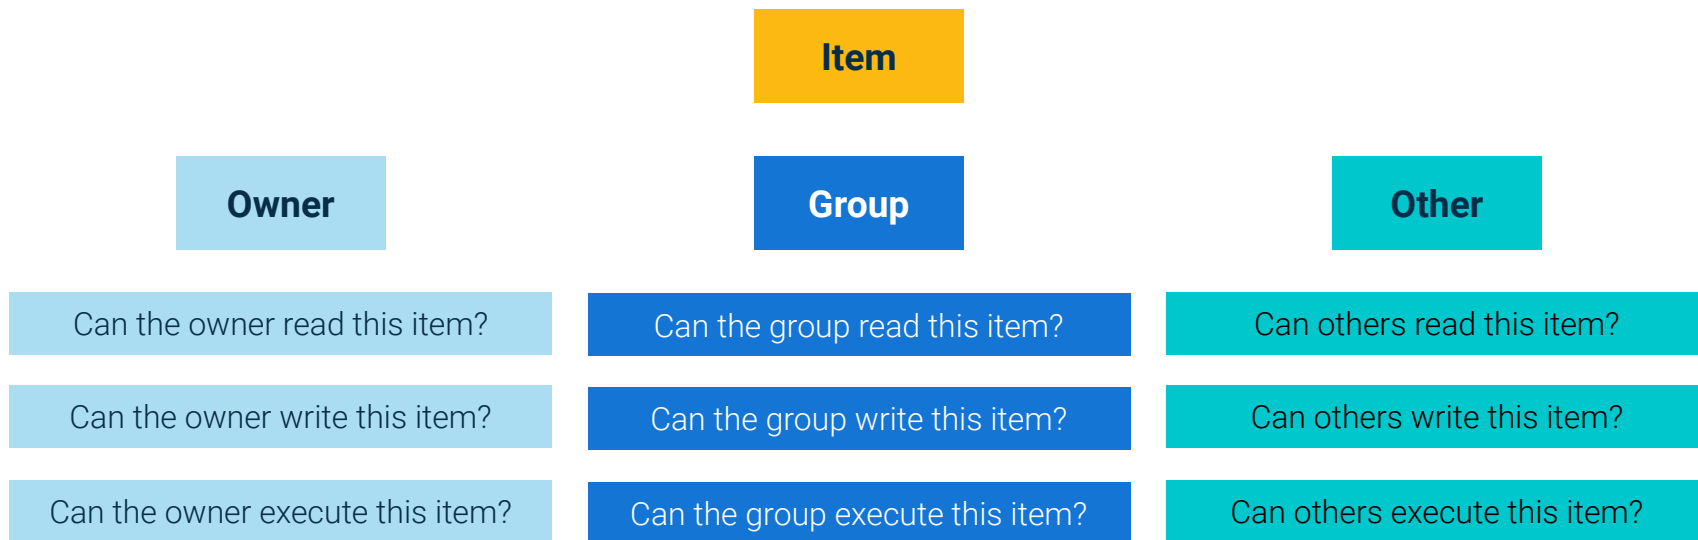 Item
Owner
Group
Other
Can the owner read this item?
Can the group read this item?
Can others read this item?
Can the owner write this item?
Can the group write this item?
Can others write this item?
Can the owner execute this item?
Can the group execute this item?
Can others execute this item?